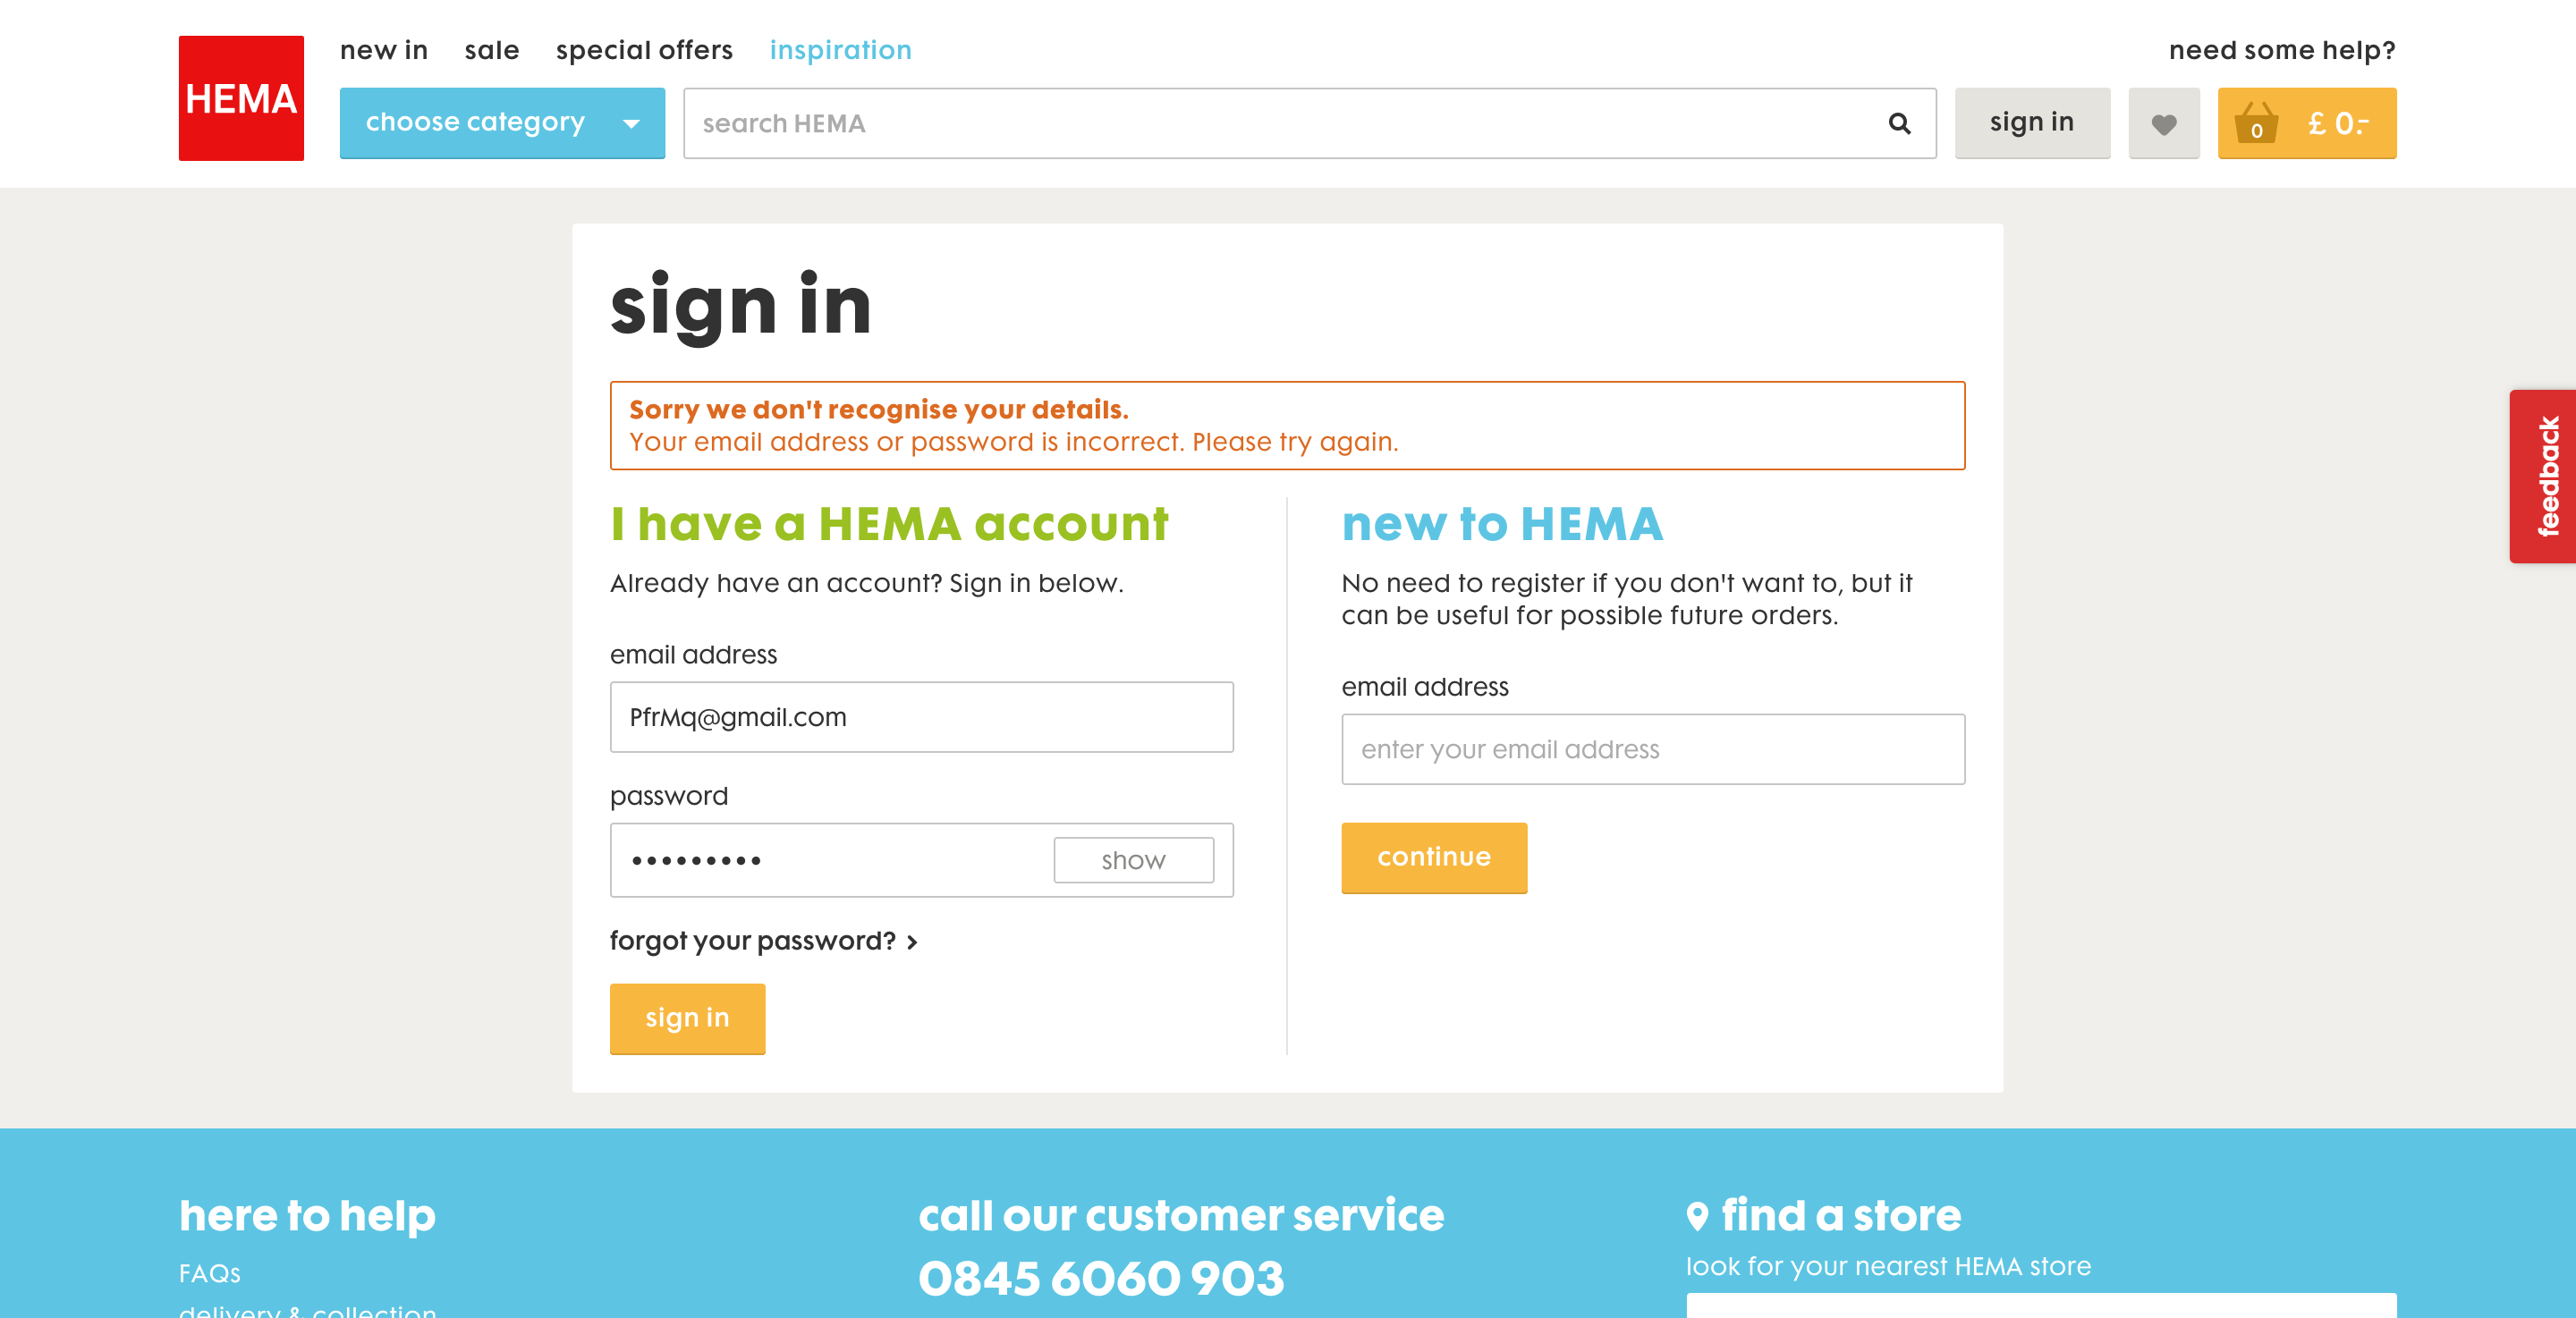 new in sale special offers inspiration need some help?
HEMA
choose category search HEMA sign in 0 £ 0.-
sign in
Sorry we don't recognise your details.
Your email address or password is incorrect. Please try again.
feedback
I have a HEMA account
Already have an account? Sign in below.
email address
PfrMq@gmail.com
password
show
forgot your password?
sign in
new to HEMA
No need to register if you don't want to, but it
can be useful for possible future orders.
email address
enter your email address
continue
here to help
FAQs
delivery & collection
call our customer service
0845 6060 903
find a store
look for your nearest HEMA store